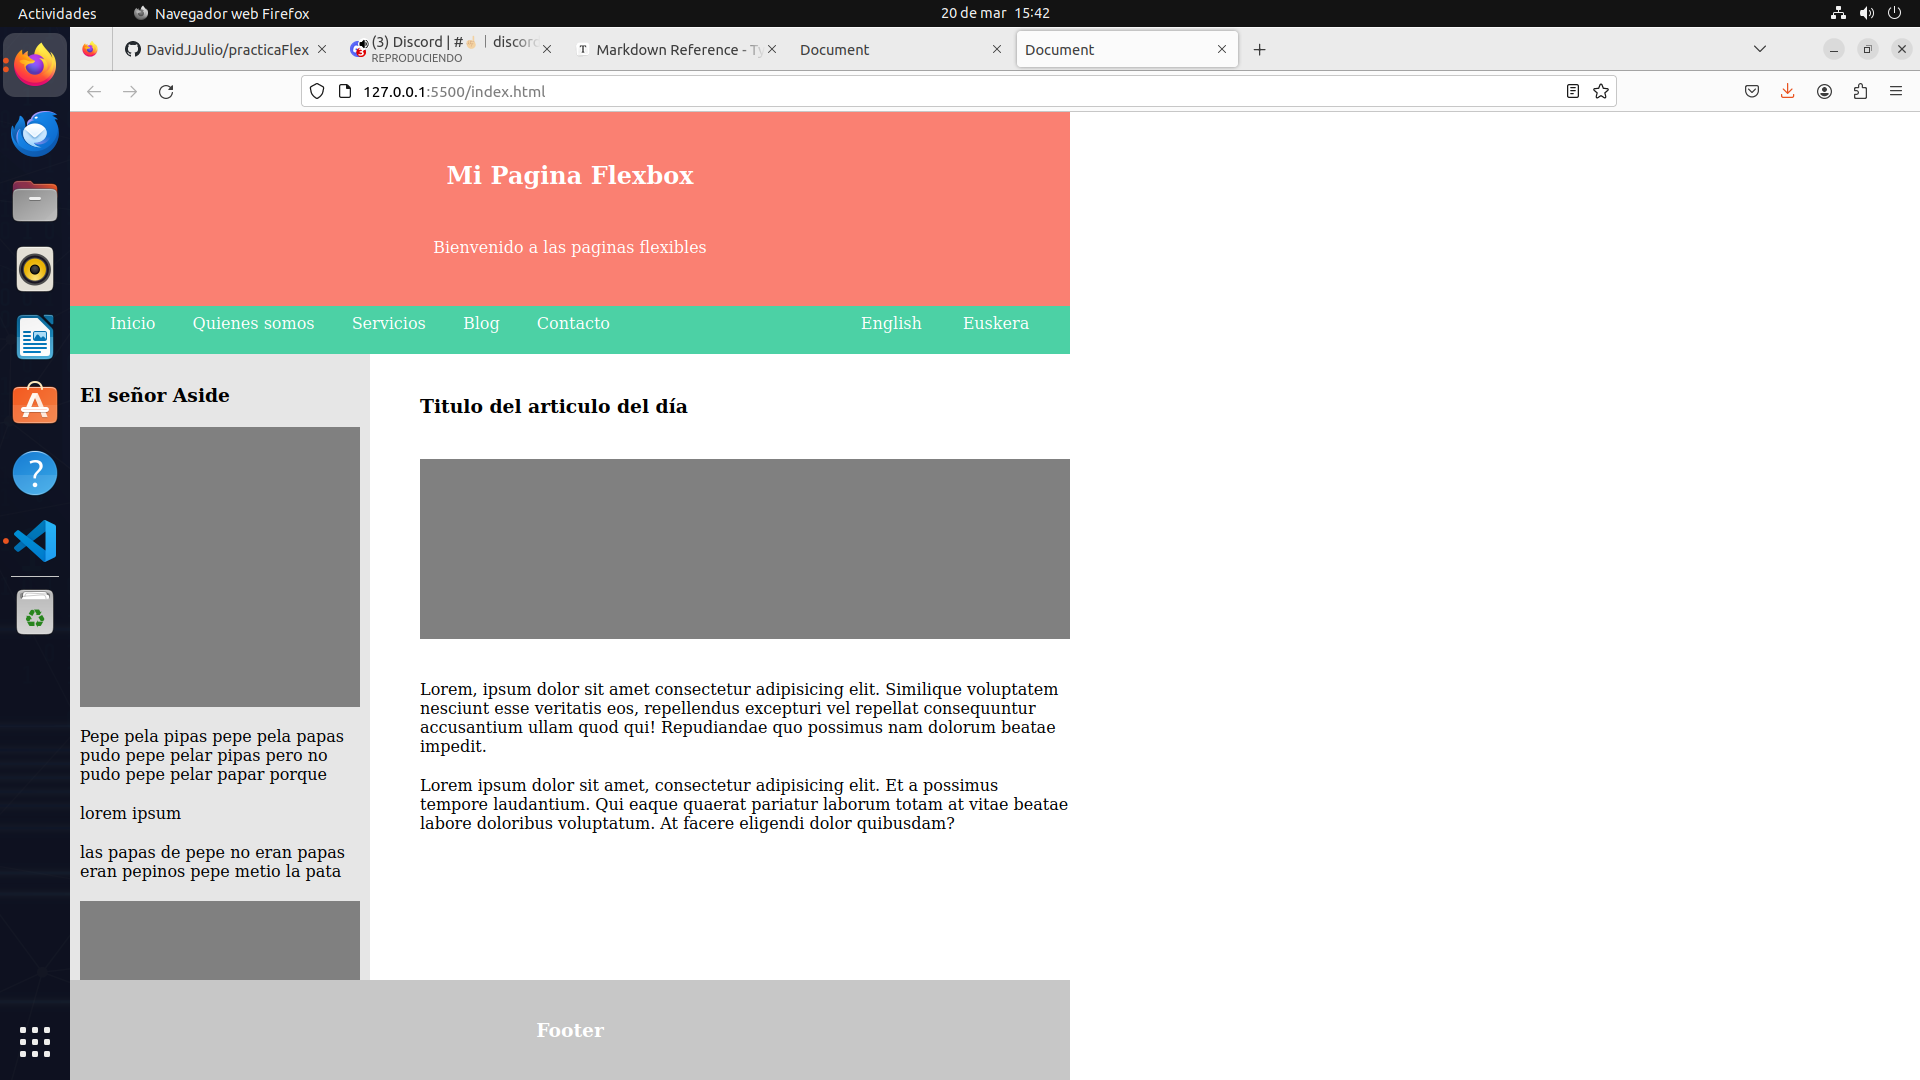 Actividades
Navegador web Firefox
20 de mar 15:42
DavidJJulio/practicaFlex
(3) Discord | #☝🏻 | discord
REPRODUCIENDO
Markdown Reference - Ty
Document
Document
127.0.0.1:5500/index.html
Mi Pagina Flexbox
Bienvenido a las paginas flexibles
Inicio Quienes somos Servicios Blog Contacto English Euskera
El señor Aside
Pepe pela pipas pepe pela papas
pudo pepe pelar pipas pero no
pudo pepe pelar papar porque
lorem ipsum
las papas de pepe no eran papas
eran pepinos pepe metio la pata
Titulo del articulo del día
Lorem, ipsum dolor sit amet consectetur adipisicing elit. Similique voluptatem
nesciunt esse veritatis eos, repellendus excepturi vel repellat consequuntur
accusantium ullam quod qui! Repudiandae quo possimus nam dolorum beatae
impedit.
Lorem ipsum dolor sit amet, consectetur adipisicing elit. Et a possimus
tempore laudantium. Qui eaque quaerat pariatur laborum totam at vitae beatae
labore doloribus voluptatum. At facere eligendi dolor quibusdam?
Footer